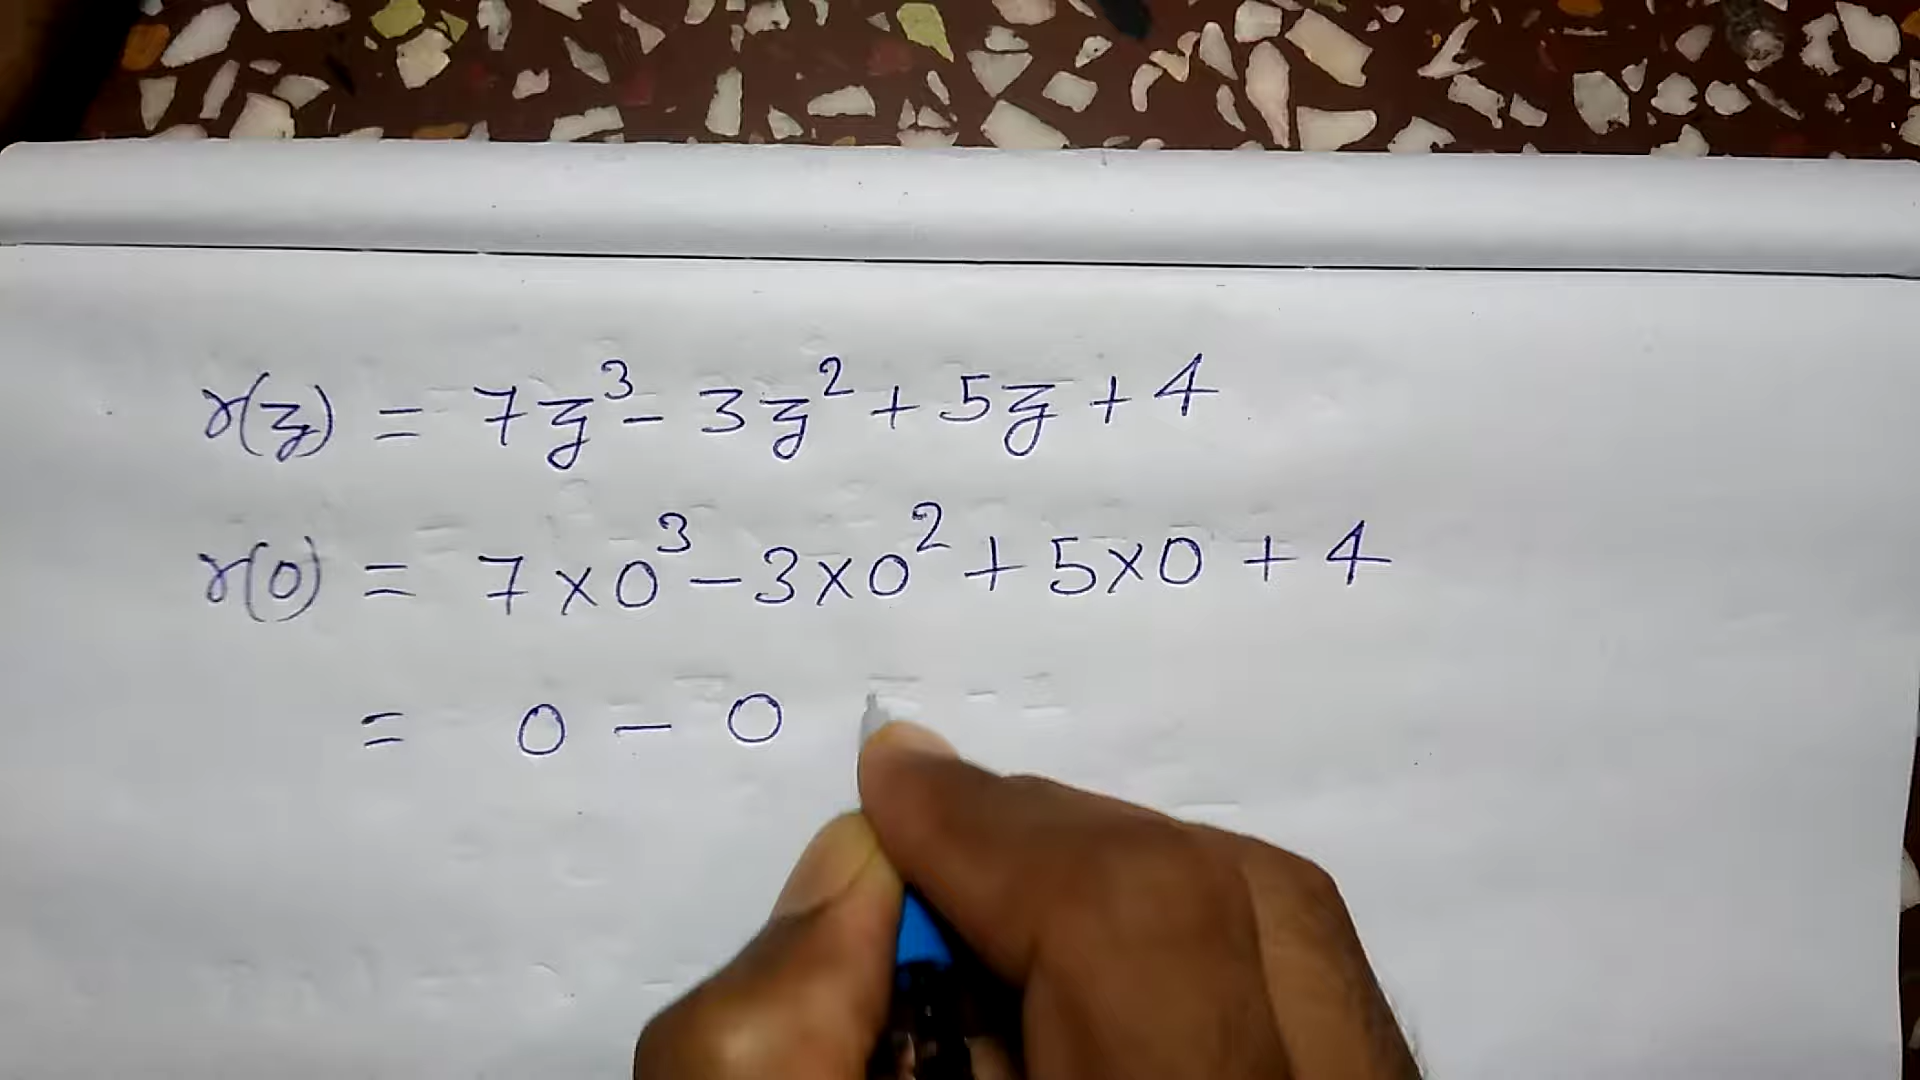 r(z) = 7z³ - 3z² + 5z + 4
r(0) = 7×0³ - 3×0² + 5×0 + 4
= 0 - 0